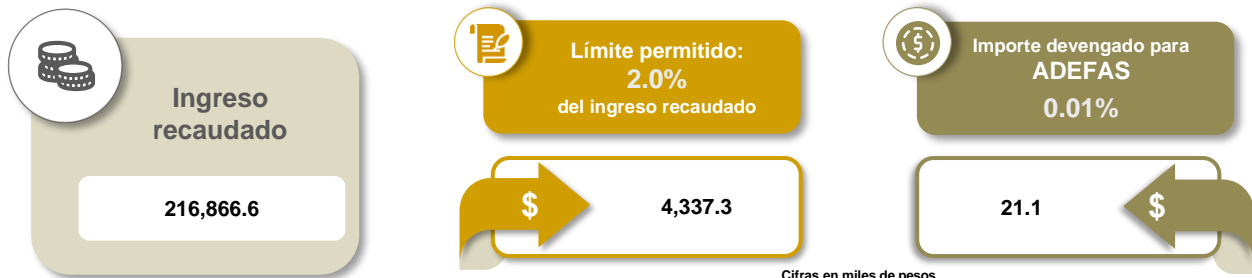 Ingreso
recaudado
216,866.6
Límite permitido:
2.0%
del ingreso recaudado
$
4,337.3
Importe devengado para
ADEFAS
0.01%
21.1
$
Cifras en miles de pesos